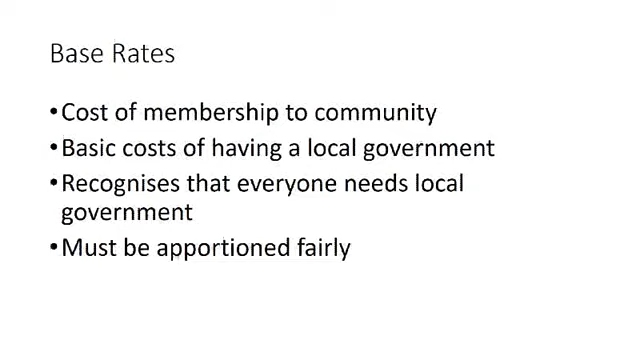 Base Rates
•Cost of membership to community
•Basic costs of having a local government
•Recognises that everyone needs local
government
•Must be apportioned fairly